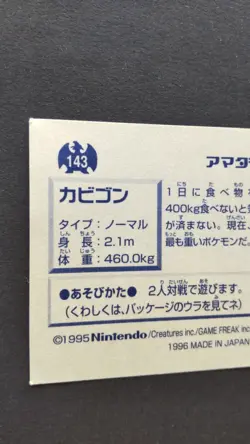 143
アマタ
カビゴン
タイプ：ノーマル
身長：2.1m
体重：460.0kg
1日に食べ物を
400kg食べないと
が済まない。現在、
最も重いポケモンだ
●あそびかた● 2人対戦で遊びます。
（くわしくは、パッケージのウラを見てネ）
©1995 Nintendo/Creatures inc/GAME FREAK inc
1996 MADE IN JAPAN